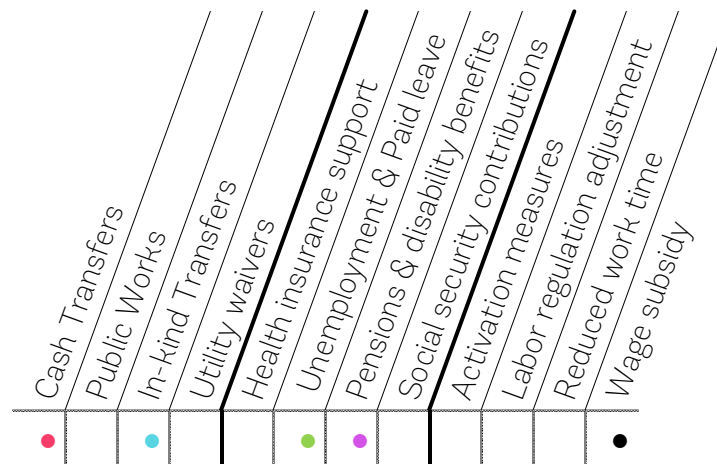 Cash Transfers
Public Works
In-kind Transfers
Utility waivers
Health insurance support
Unemployment & Paid leave
Pensions & disability benefits
Social security contributions
Activation measures
Labor regulation adjustment
Reduced work time
Wage subsidy